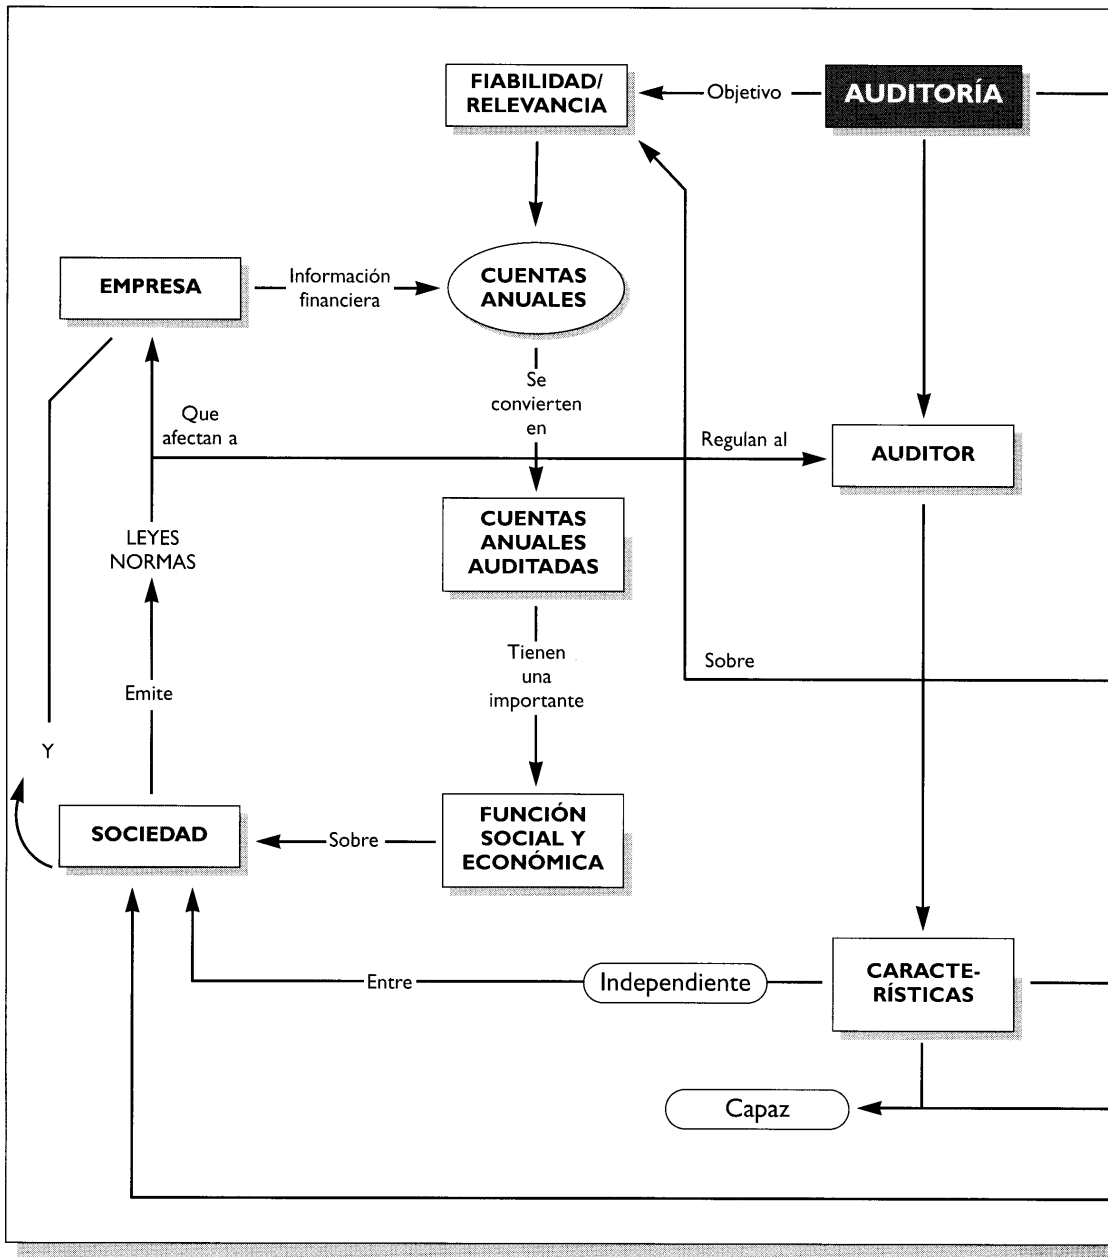 FIABILIDAD/
RELEVANCIA
Objetivo
AUDITORÍA
EMPRESA
Información
financiera
CUENTAS
ANUALES
Se
convierten
en
Que
afectan a
Regulan al
AUDITOR
LEYES
NORMAS
CUENTAS
ANUALES
AUDITADAS
Emite
Tienen
una
importante
Sobre
Y
SOCIEDAD
Sobre
FUNCIÓN
SOCIAL Y
ECONÓMICA
Entre
Independiente
CARACTE-
RÍSTICAS
Capaz